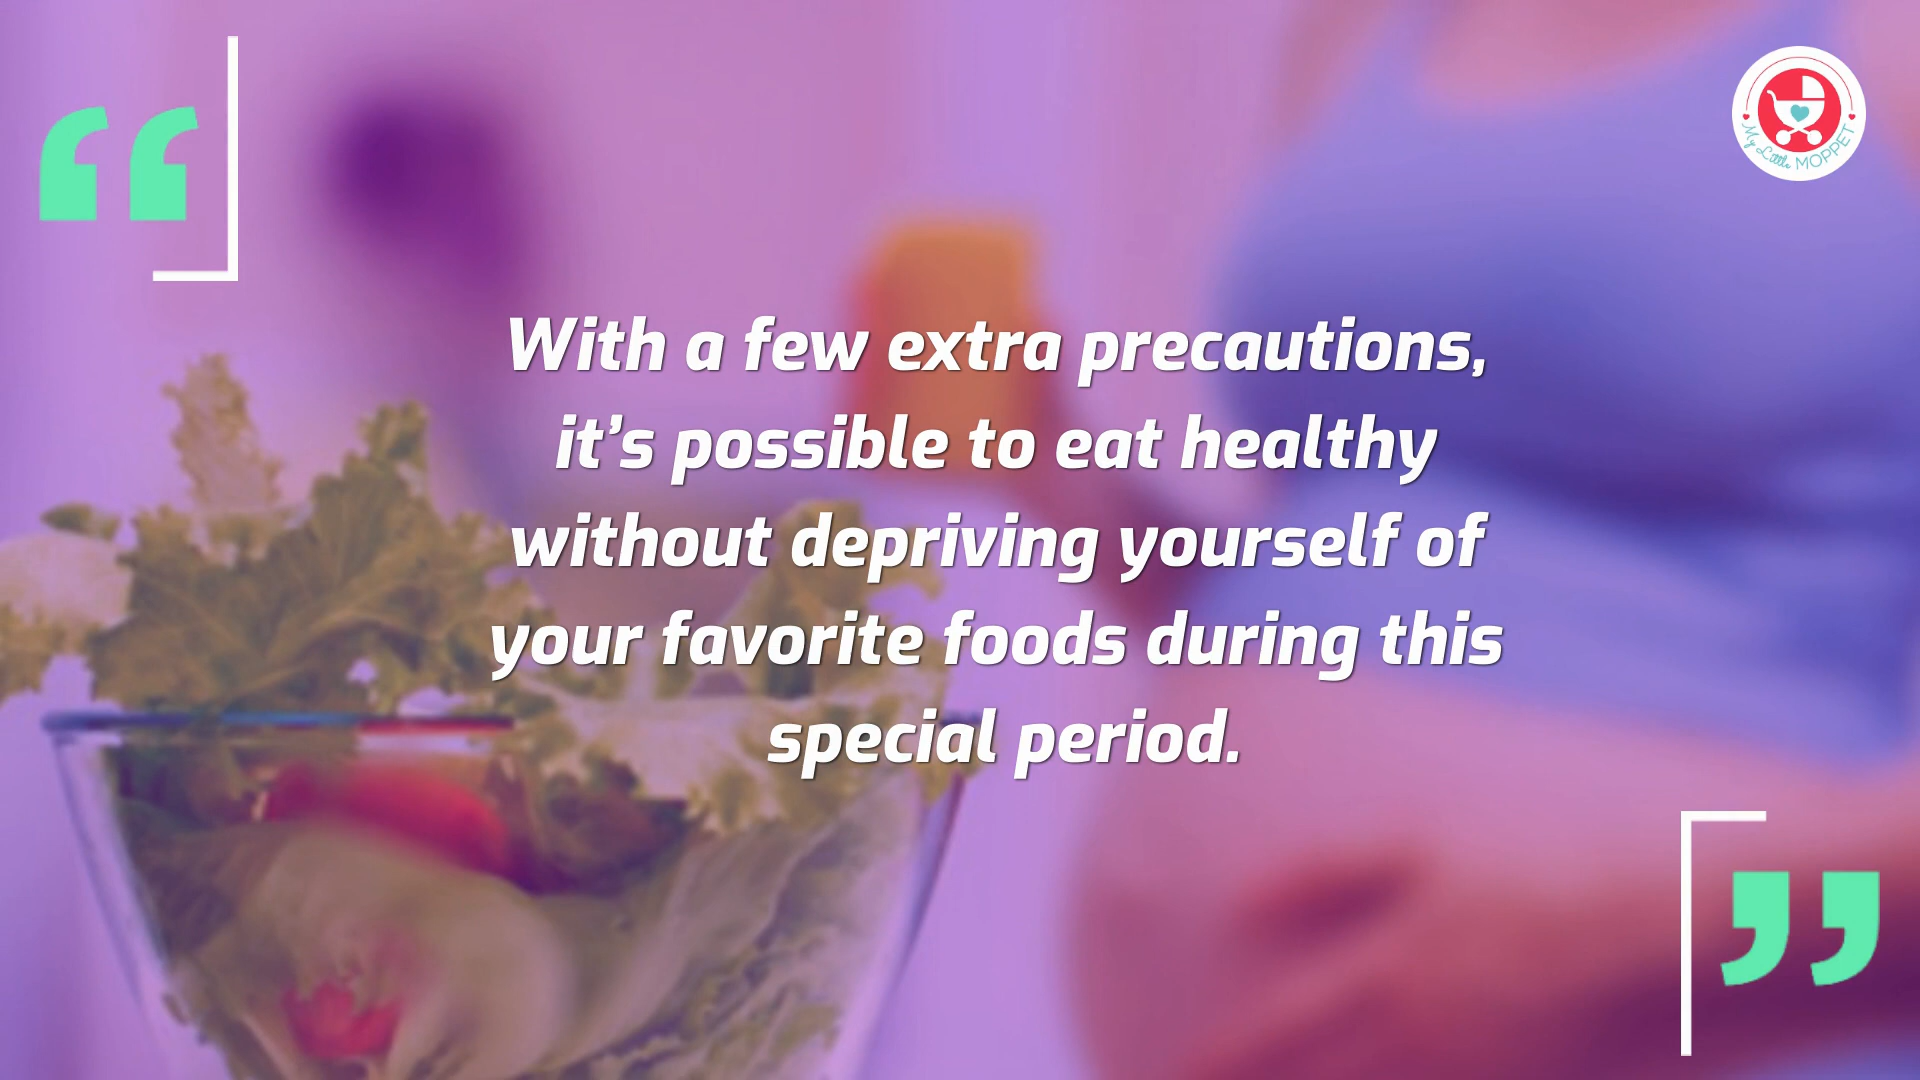 My Little MOPPET
With a few extra precautions,
it’s possible to eat healthy
without depriving yourself of
your favorite foods during this
special period.